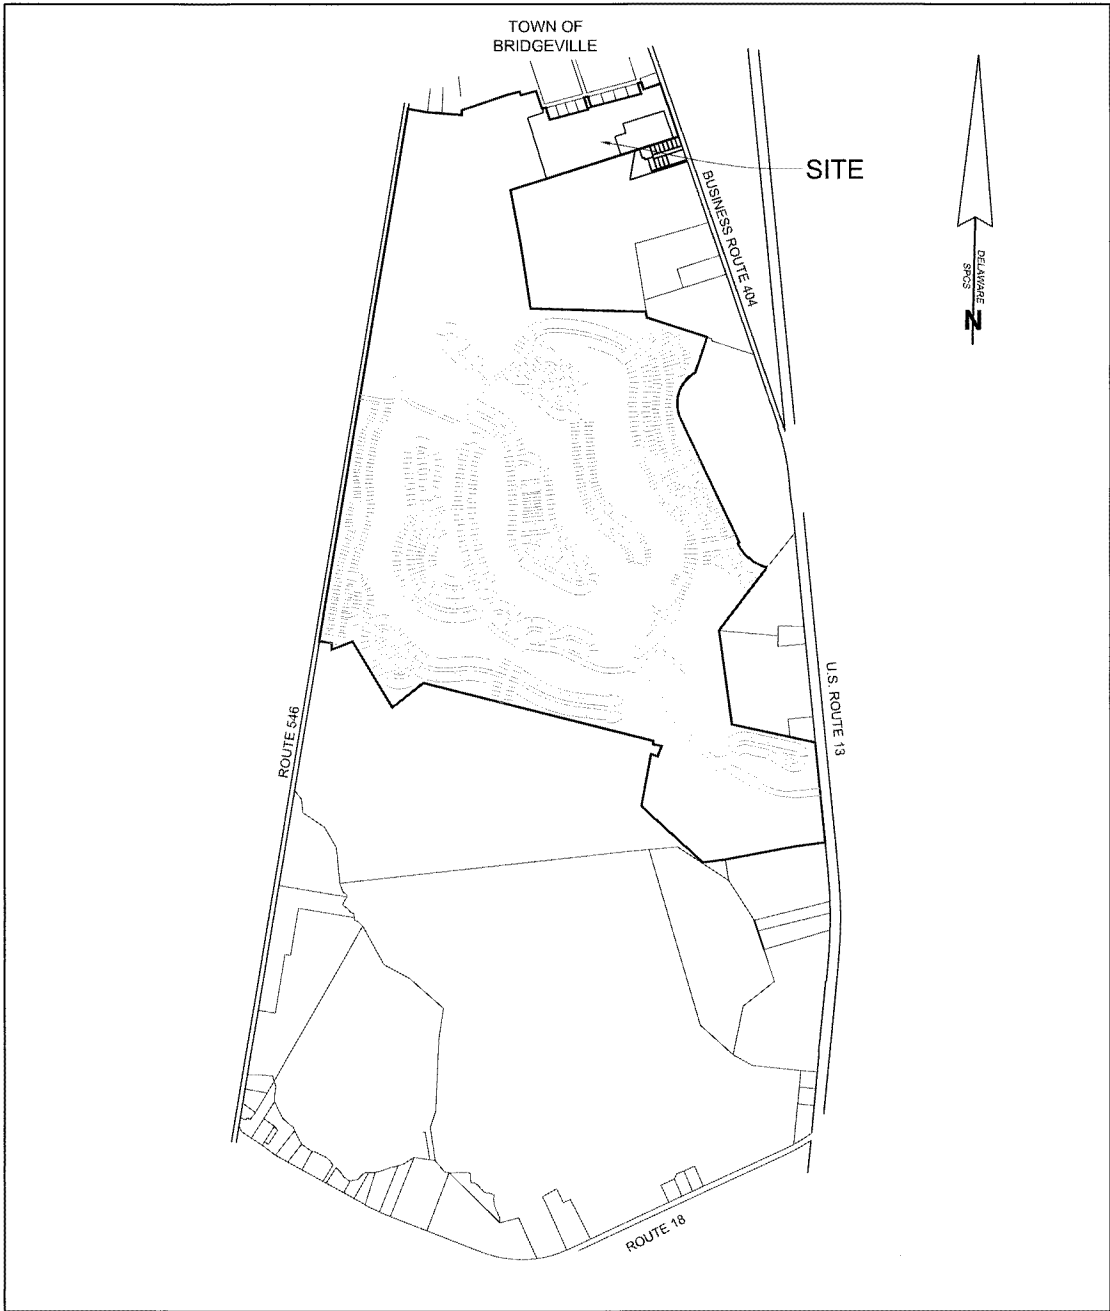 TOWN OF
BRIDGEVILLE
SITE
BUSINESS ROUTE 404
DELAWARE
SPCS
N
U.S. ROUTE 13
ROUTE 546
ROUTE 18